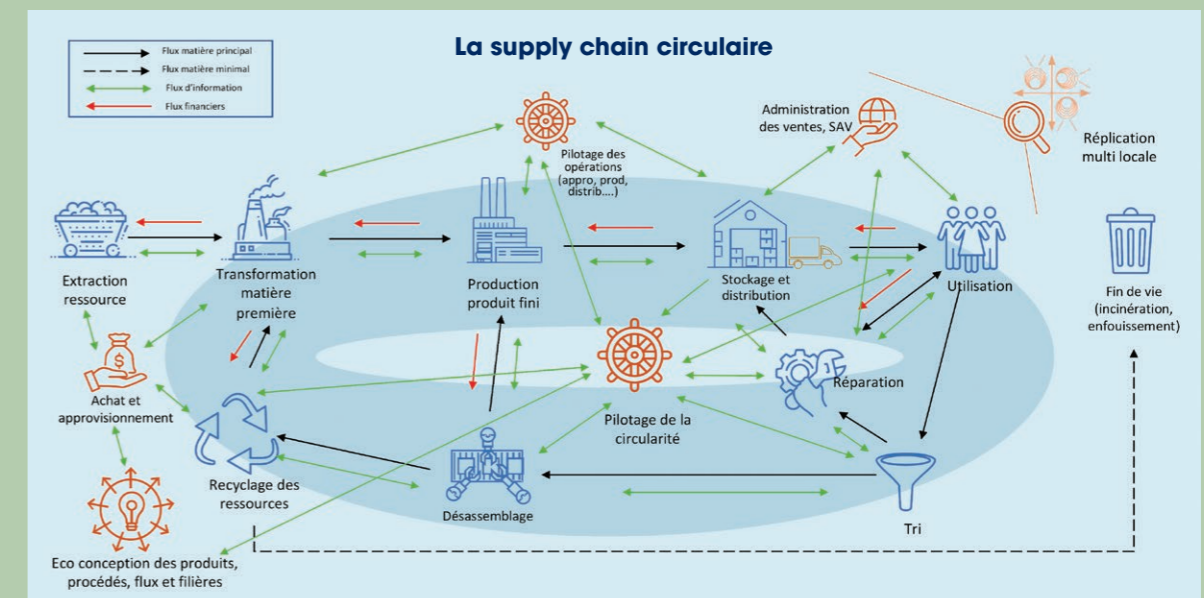 La supply chain circulaire
Flux matière principal
Flux matière minimal
Flux d'information
Flux financiers
Administration
des ventes, SAV
Réplication
multi locale
Pilotage des
opérations
(appro, prod,
distrib....)
Extraction
ressource
Transformation
matière
première
Production
produit fini
Stockage et
distribution
Utilisation
Fin de vie
(incinération,
enfouissement)
$
Achat et
approvisionnement
Pilotage de la
circularité
Réparation
Recyclage des
ressources
Désassemblage
Tri
Eco conception des produits,
procédés, flux et filières